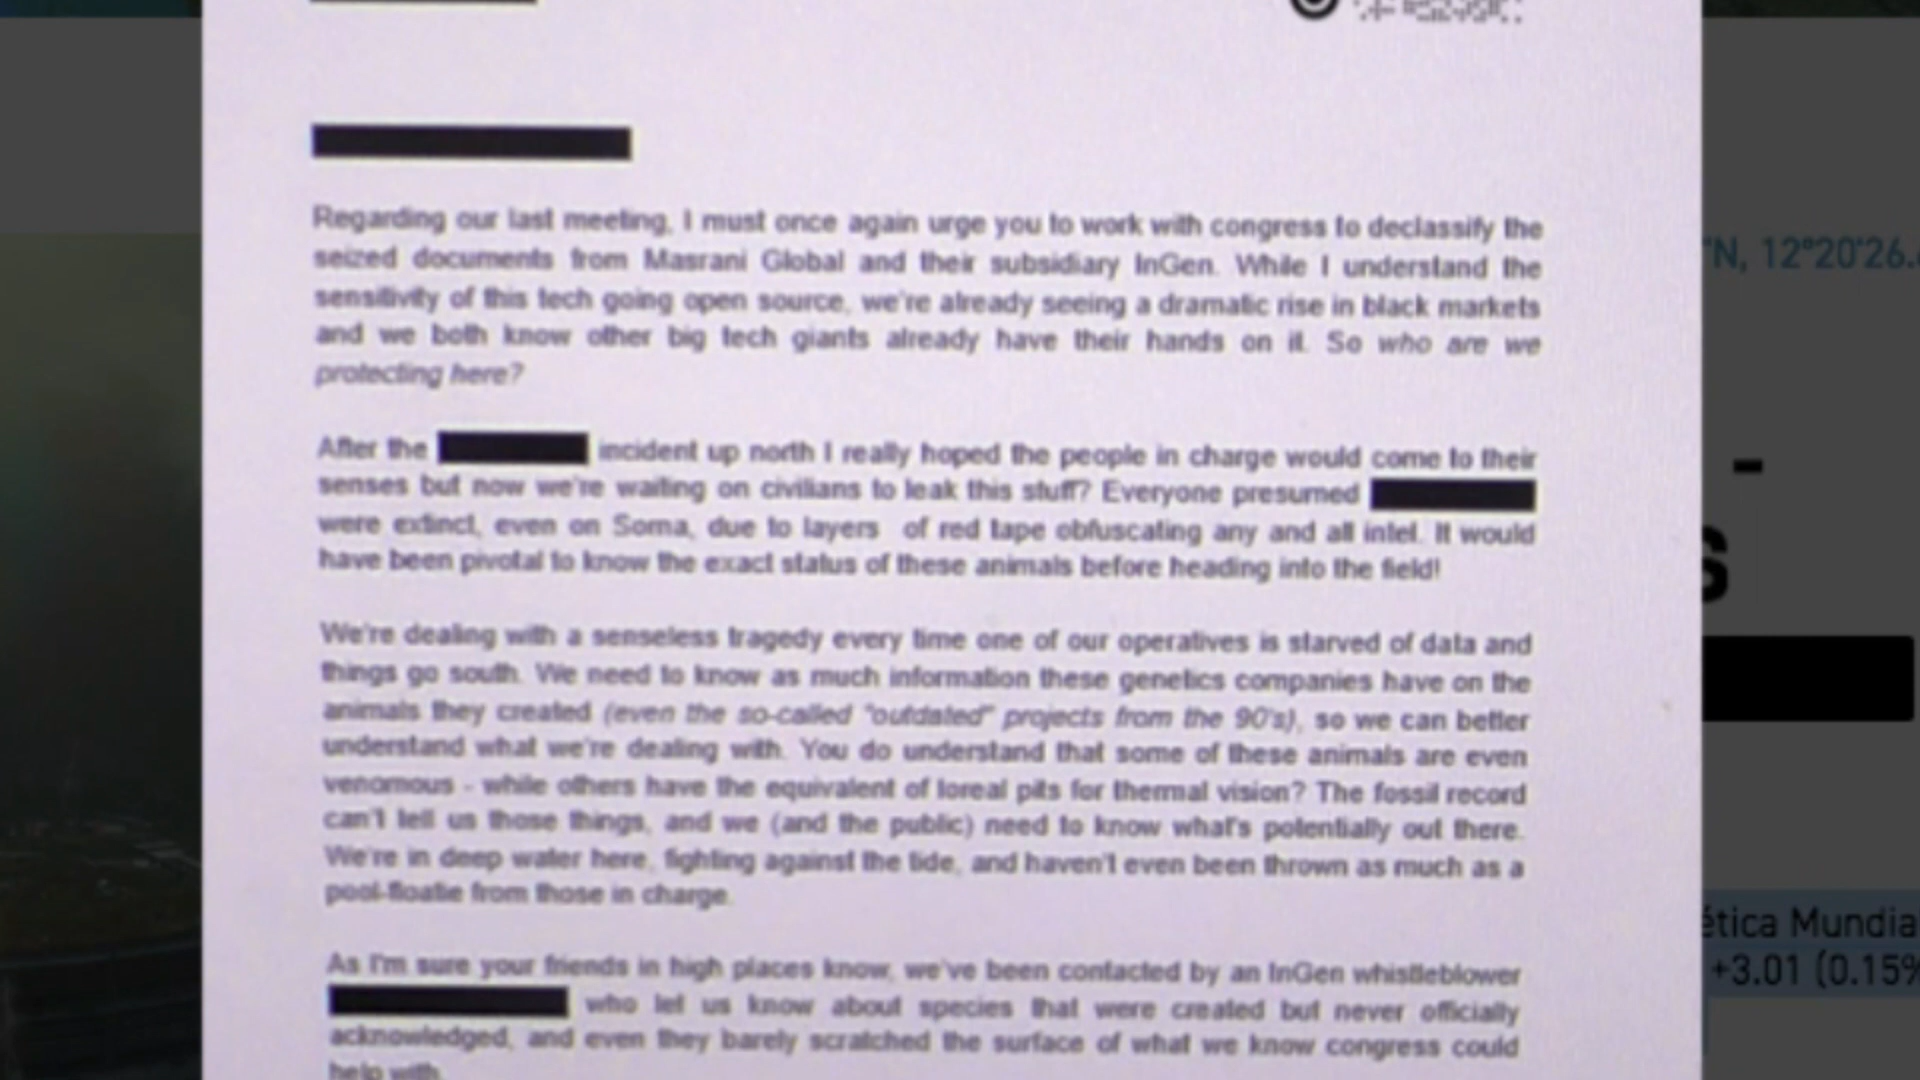 Regarding our last meeting, I must once again urge you to work with congress to declassify the
seized documents from Masrani Global and their subsidiary InGen. While I understand the
sensitivity of this tech going open source, we're already seeing a dramatic rise in black markets
and we both know other big tech giants already have their hands on it. So who are we
protecting here?
After the incident up north I really hoped the people in charge would come to their
senses but now we're waiting on civilians to leak this stuff? Everyone presumed
were extinct, even on Sorna, due to layers of red tape obfuscating any and all intel. It would
have been pivotal to know the exact status of these animals before heading into the field!
We're dealing with a senseless tragedy every time one of our operatives is starved of data and
things go south. We need to know as much information these genetics companies have on the
animals they created (even the so-called "outdated" projects from the 90's), so we can better
understand what we're dealing with. You do understand that some of these animals are even
venomous - while others have the equivalent of loreal pits for thermal vision? The fossil record
can't tell us those things, and we (and the public) need to know what's potentially out there.
We're in deep water here, fighting against the tide, and haven't even been thrown as much as a
pool-floatie from those in charge.
As I'm sure your friends in high places know, we've been contacted by an InGen whistleblower
who let us know about species that were created but never officially
acknowledged, and even they barely scratched the surface of what we know congress could
help with.
"N, 12°20'26.
-
s
ética Mundia
+3.01 (0.15%